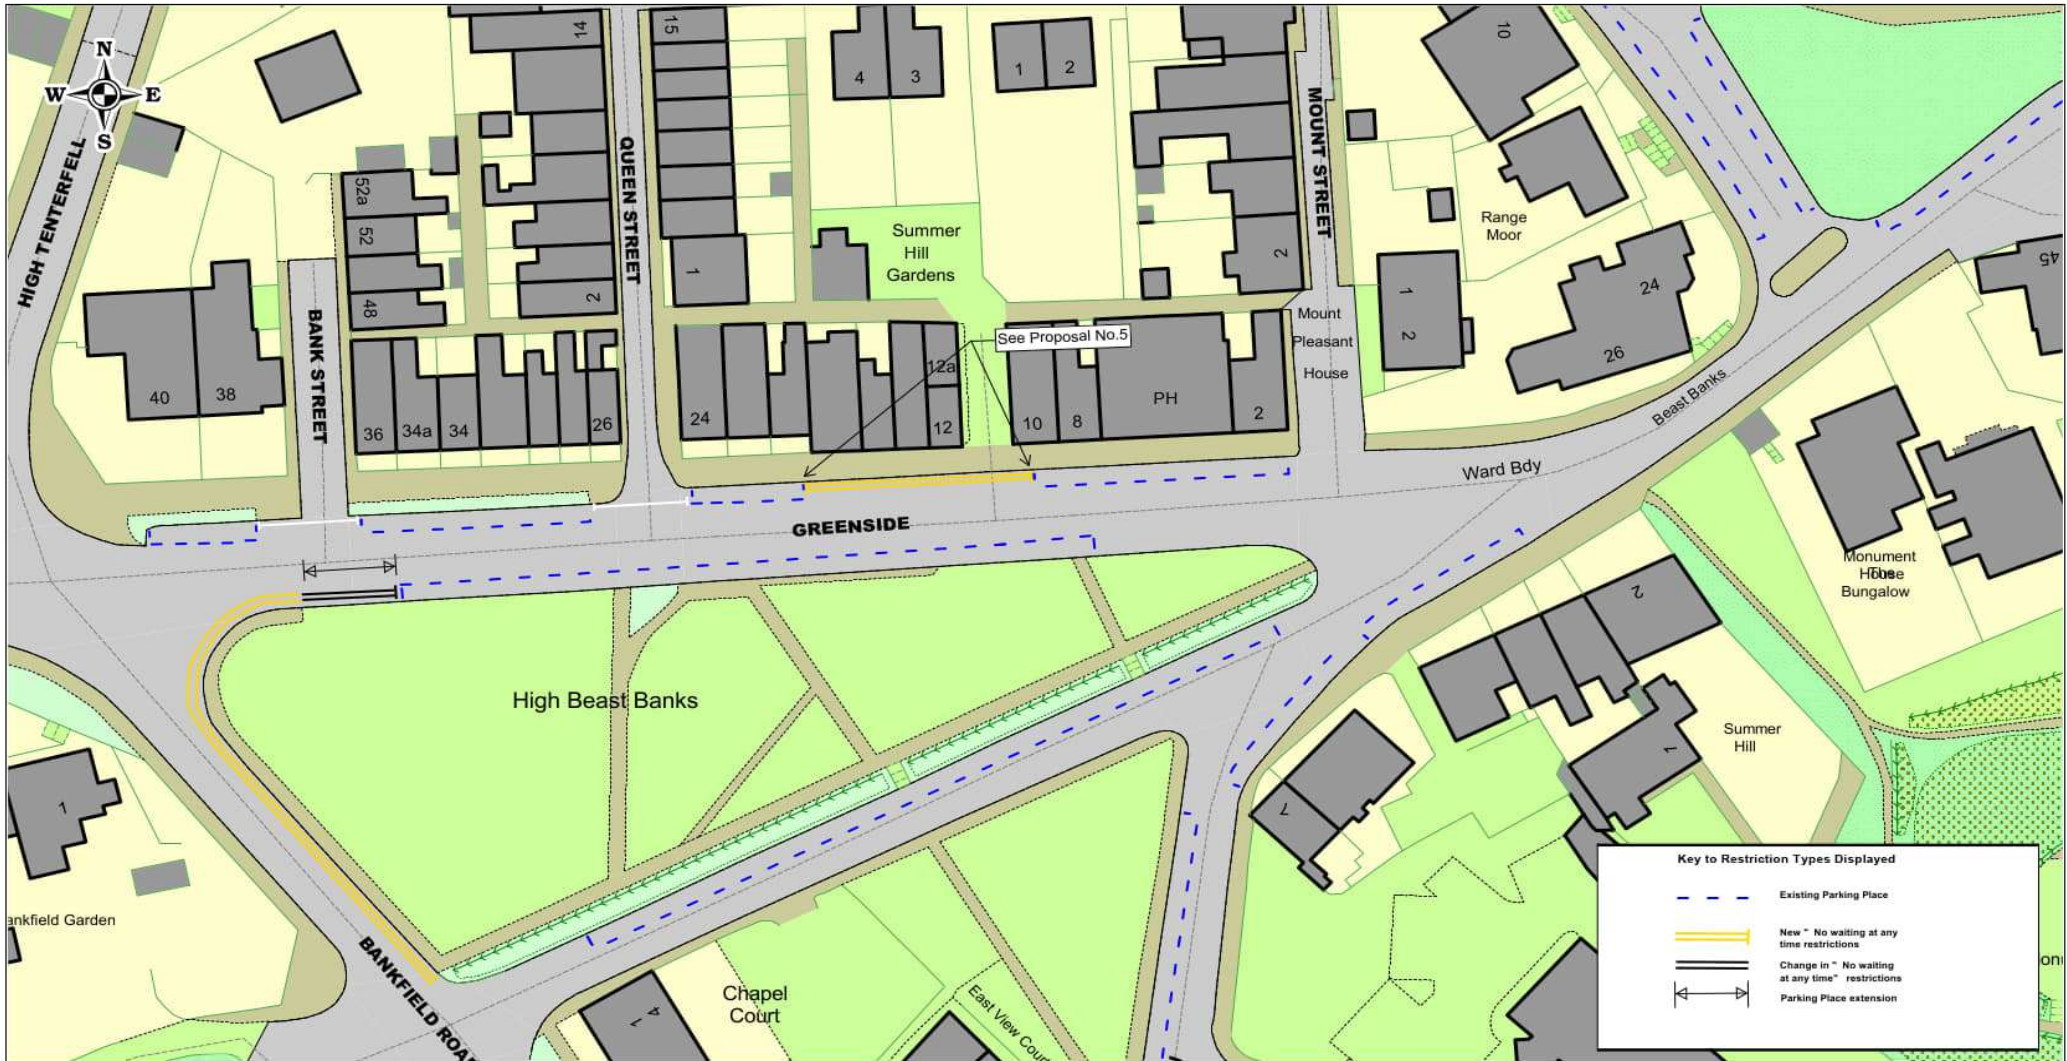 N
W E
S
HIGH TENTERFELL
14
15
4
3
1
2
10
QUEEN STREET
MOUNT STREET
52a
52
48
2
1
Summer
Hill
Gardens
2
Range
Moor
1
2
24
26
45
BANK STREET
40
38
36
34a
34
26
24
12a
12
See Proposal No.5
10
8
PH
2
Mount
Pleasant
House
Beast Banks
Ward Bdy
GREENSIDE
High Beast Banks
Monument
House
The
Bungalow
2
1
Summer
Hill
7
1
ankfield Garden
BANKFIELD ROA
1 4
Chapel
Court
East View Cour
Key to Restriction Types Displayed
Existing Parking Place
New " No waiting at any
time restrictions
Change in " No waiting
at any time" restrictions
Parking Place extension